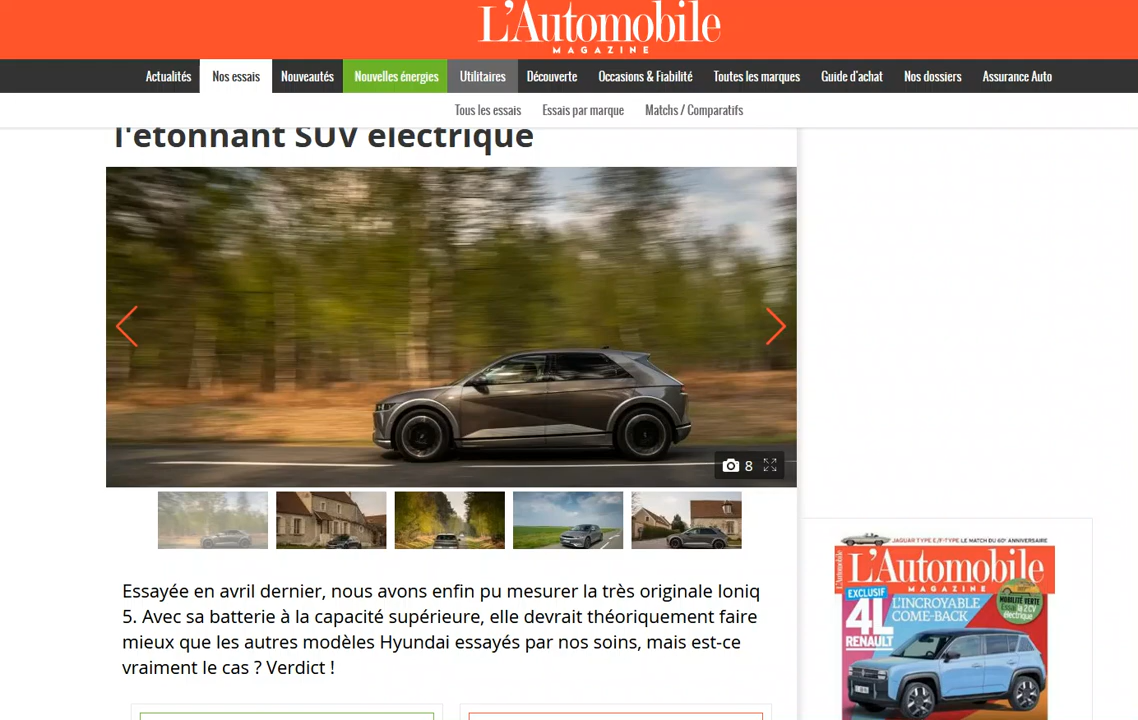 L'Automobile
MAGAZINE
Actualités Nos essais Nouveautés Nouvelles énergies Utilitaires Découverte Occasions & Fiabilité Toutes les marques Guide d'achat Nos dossiers Assurance Auto
Tous les essais Essais par marque Matchs / Comparatifs
l'étonnant SUV électrique
8
Essayée en avril dernier, nous avons enfin pu mesurer la très originale Ioniq
5. Avec sa batterie à la capacité supérieure, elle devrait théoriquement faire
mieux que les autres modèles Hyundai essayés par nos soins, mais est-ce
vraiment le cas ? Verdict !
JAGUAR TYPE E/F-TYPE LE MATCH DU 60e ANNIVERSAIRE
L'Automobile
MAGAZINE
EXCLUSIF
4L
RENAULT
L'INCROYABLE
COME-BACK
MOBILITÉ VERTE
Essai 2CV
électrique